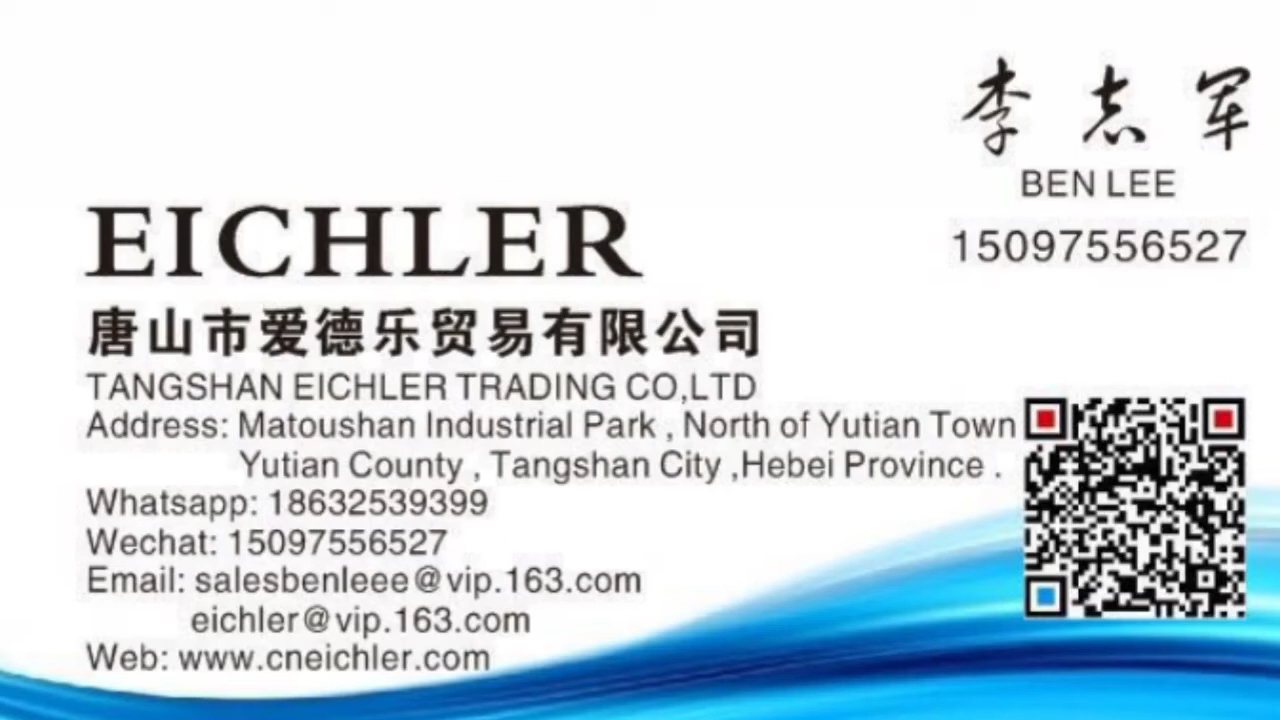 李志军
BEN LEE
15097556527
EICHLER
唐山市爱德乐贸易有限公司
TANGSHAN EICHLER TRADING CO,LTD
Address: Matoushan Industrial Park , North of Yutian Town
Yutian County , Tangshan City ,Hebei Province .
Whatsapp: 18632539399
Wechat: 15097556527
Email: salesbenleee@vip.163.com
eichler@vip.163.com
Web: www.cneichler.com